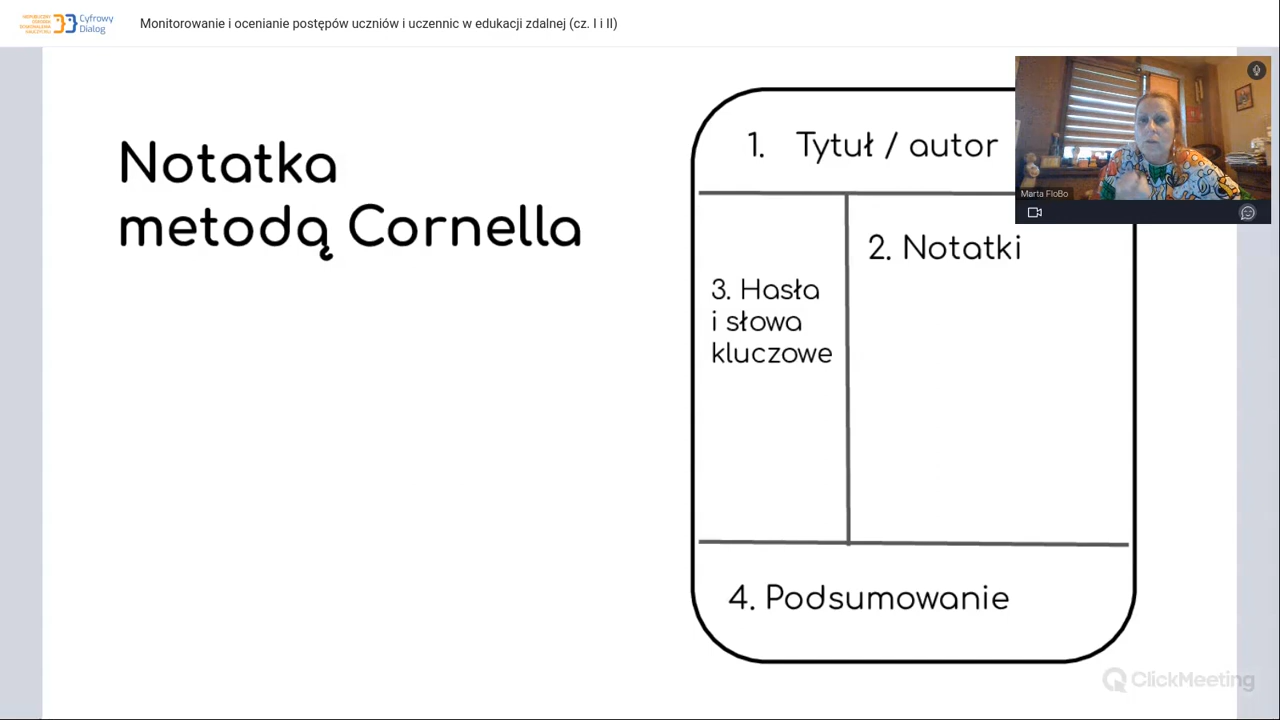 Cyfrowy
Dialog
Monitorowanie i ocenianie postępów uczniow i uczennic w edukacji zdalnej (cz. I i II)
Notatka
metodą Cornella
1. Tytuł / autor
2. Notatki
3. Hasła
i słowa
kluczowe
4. Podsumowanie
Marta FloBo
ClickMeeting